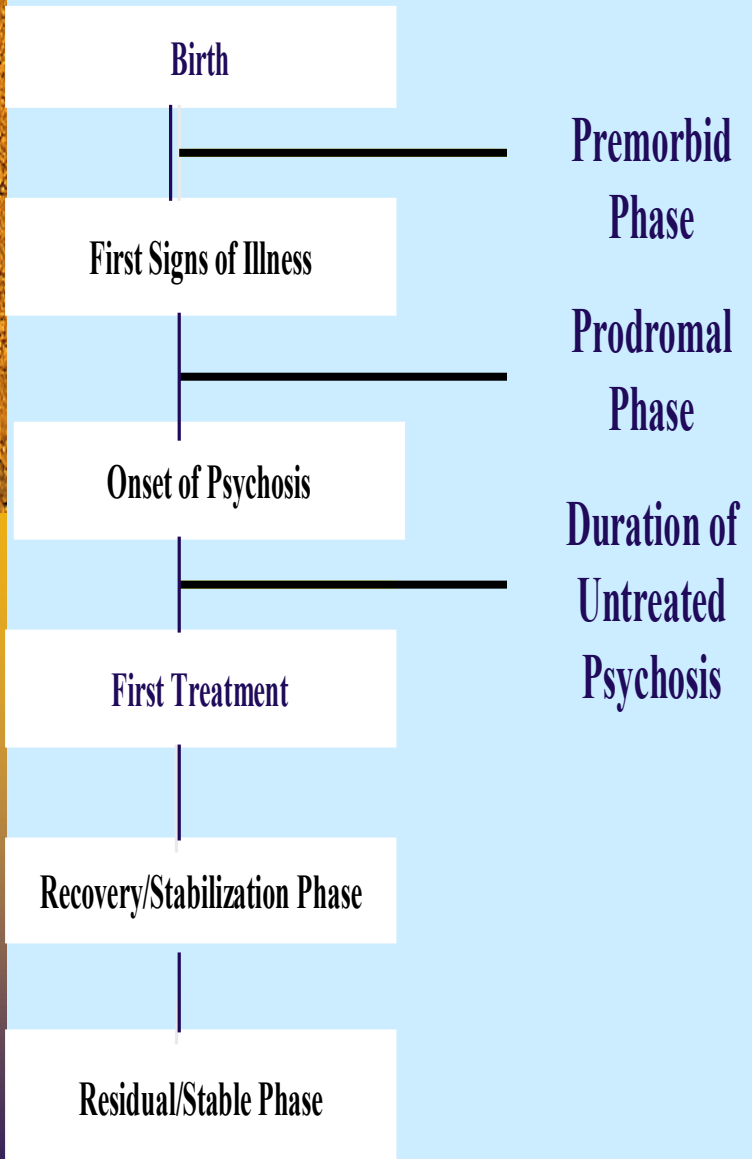 Birth
Premorbid
Phase
First Signs of Illness
Prodromal
Phase
Onset of Psychosis
Duration of
Untreated
Psychosis
First Treatment
Recovery/Stabilization Phase
Residual/Stable Phase